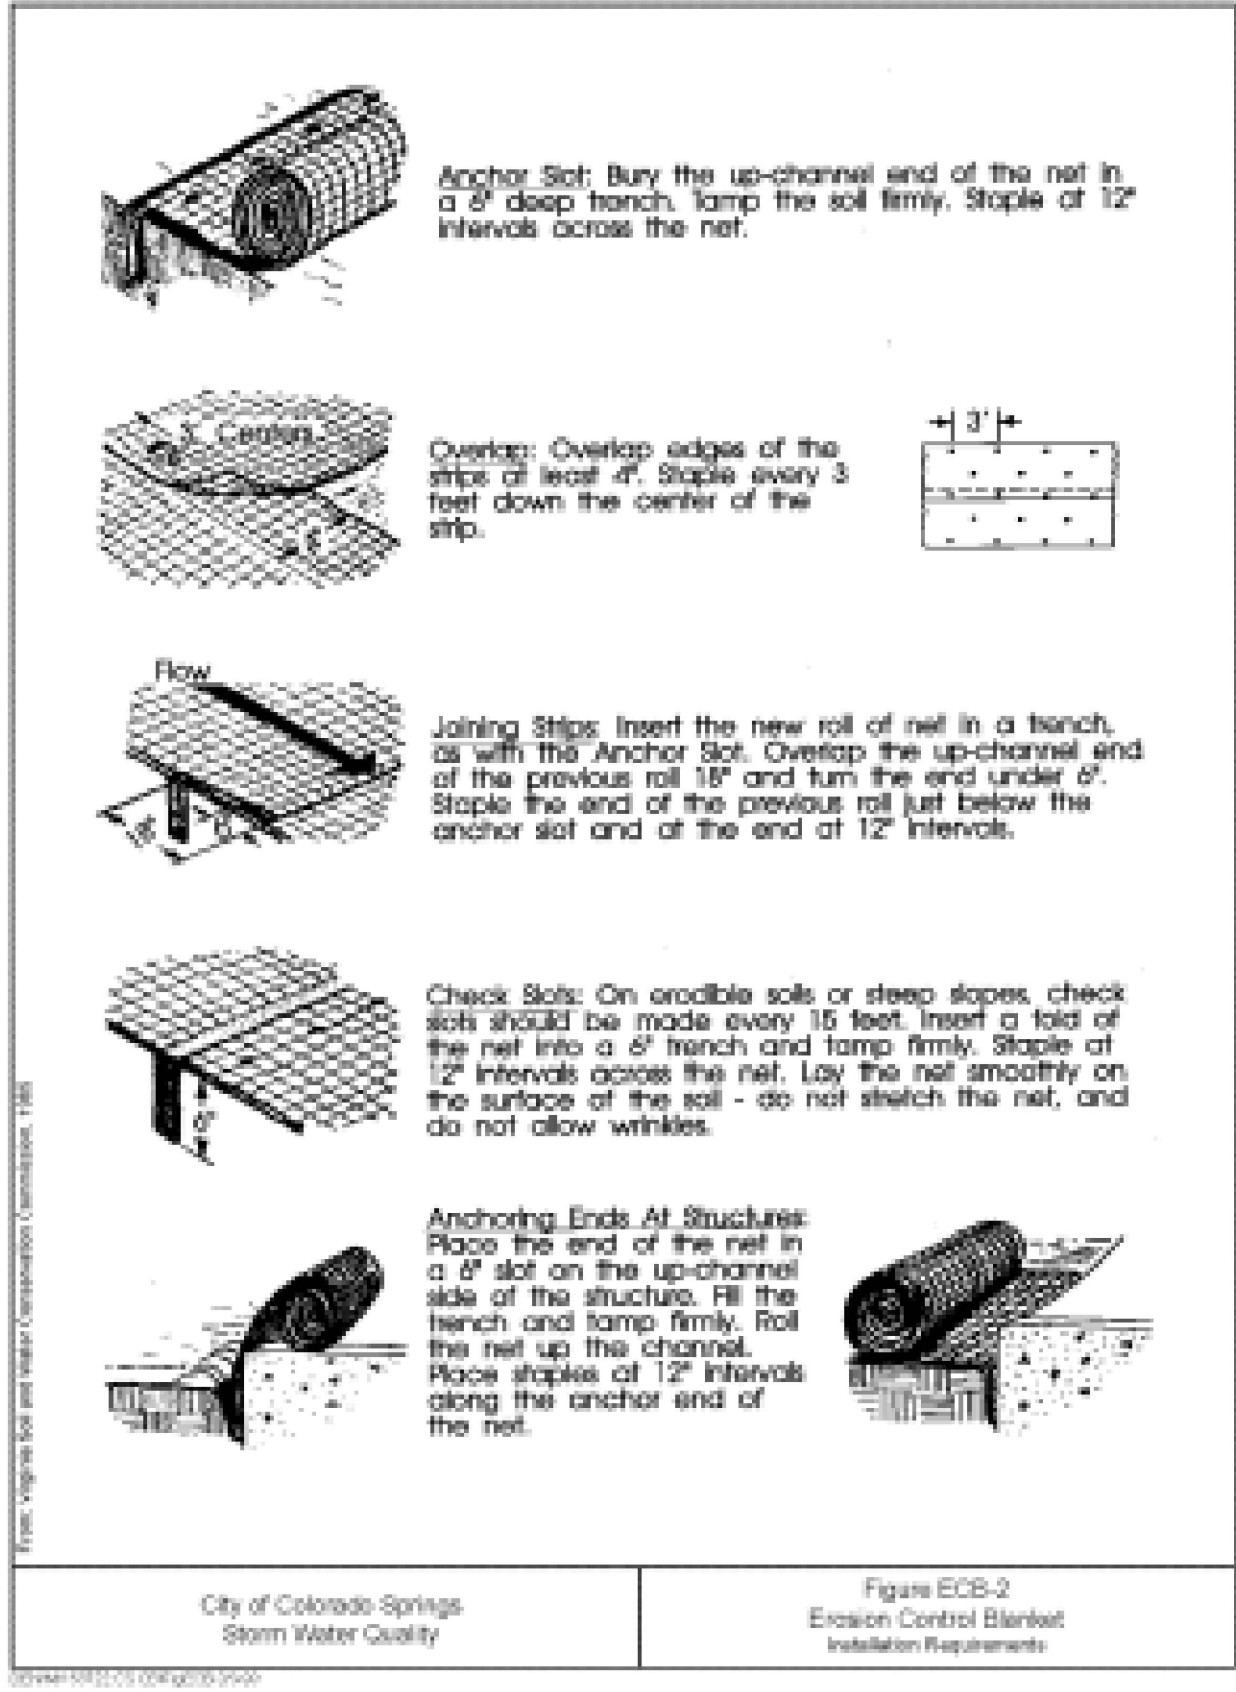 Anchor Slot: Bury the up-channel end of the net in
a 6" deep trench. Tamp the soil firmly. Staple at 12"
intervals across the net.
3' Centers
Overlap: Overlap edges of the
strips at least 4". Staple every 3
feet down the center of the
strip.
3'
Flow
Joining Strips: Insert the new roll of net in a trench,
as with the Anchor Slot. Overlap the up-channel end
of the previous roll 18" and turn the end under 6".
Staple the end of the previous roll just below the
anchor slot and at the end at 12" intervals.
Check Slots: On erodible soils or steep slopes, check
slots should be made every 15 feet. Insert a fold of
the net into a 6" trench and tamp firmly. Staple at
12" intervals across the net. Lay the net smoothly on
the surface of the soil - do not stretch the net, and
do not allow wrinkles.
6"
Anchoring Ends At Structures:
Place the end of the net in
a 6" slot on the up-channel
side of the structure. Fill the
trench and tamp firmly. Roll
the net up the channel.
Place staples at 12" intervals
along the anchor end of
the net.
From: Virginia Soil and Water Conservation Commission,
City of Colorado Springs
Storm Water Quality
Figure ECB-2
Erosion Control Blanket
Installation Requirements